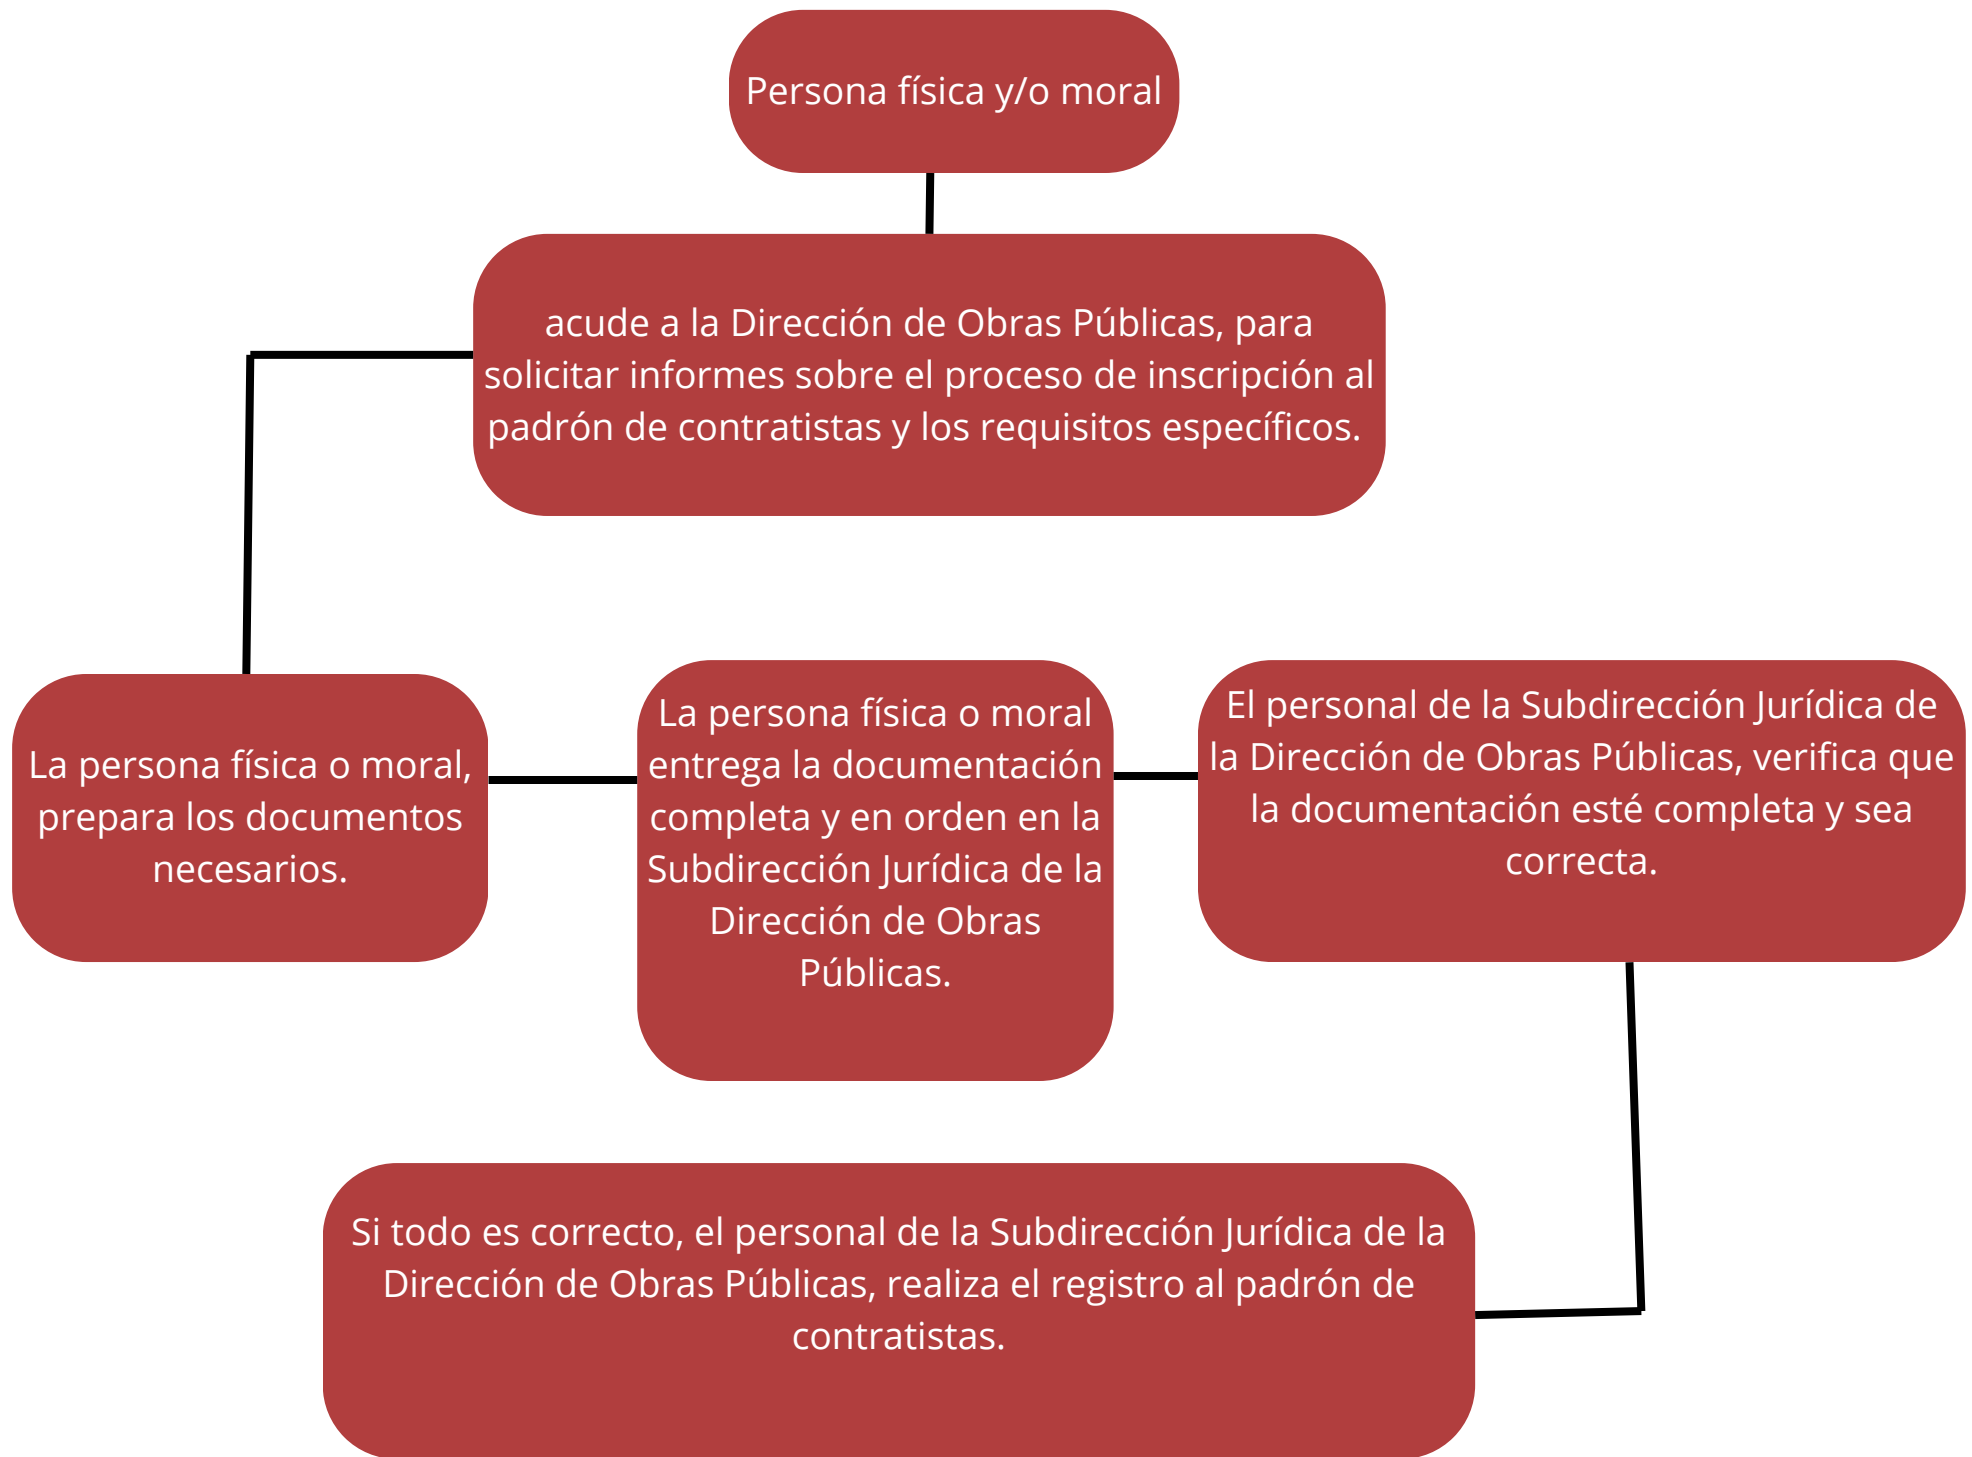 Persona física y/o moral
acude a la Dirección de Obras Públicas, para
solicitar informes sobre el proceso de inscripción al
padrón de contratistas y los requisitos específicos.
La persona física o moral,
prepara los documentos
necesarios.
La persona física o moral
entrega la documentación
completa y en orden en la
Subdirección Jurídica de la
Dirección de Obras
Públicas.
El personal de la Subdirección Jurídica de
la Dirección de Obras Públicas, verifica que
la documentación esté completa y sea
correcta.
Si todo es correcto, el personal de la Subdirección Jurídica de la
Dirección de Obras Públicas, realiza el registro al padrón de
contratistas.